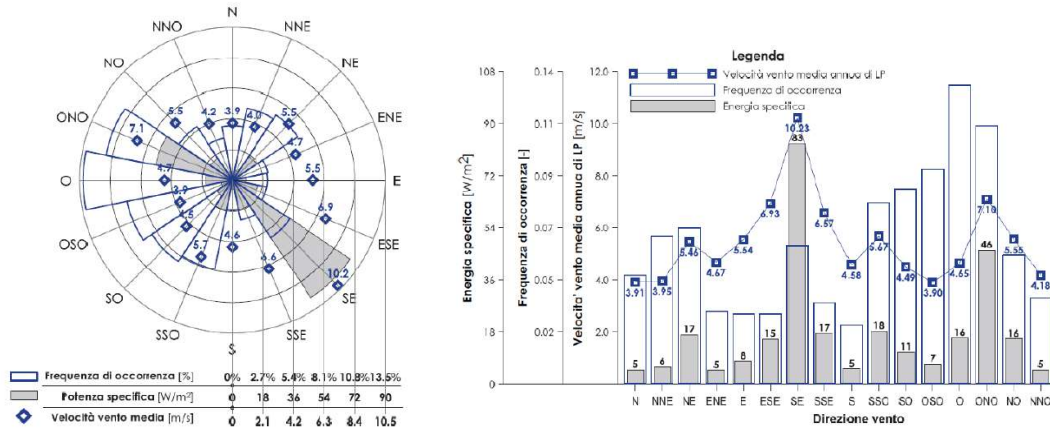 N
NNO
NNE
NO
NE
ONO
ENE
O
E
OSO
ESE
SO
SE
SSO
SSE
S
5.5
4.2
3.9
4.0
5.5
7.1
4.7
4.7
5.5
3.9
6.9
4.5
5.7
4.6
6.6
10.2
Frequenza di occorrenza [%] 0% 2.7% 5.4% 8.1% 10.8% 13.5%
Potenza specifica [W/m²] 0 18 36 54 72 90
Velocità vento media [m/s] 0 2.1 4.2 6.3 8.4 10.5
Legenda
Velocità vento media annua di LP
Frequenza di occorrenza
Energia specifica
Energia specifica [W/m²]
108
90
72
54
36
18
0
Frequenza di occorrenza [-]
0.14
0.11
0.09
0.07
0.05
0.02
Velocita' vento media annua di LP [m/s]
12.0
10.0
8.0
6.0
4.0
2.0
3.91
3.95
5.46
4.67
5.54
6.93
10.23
6.57
4.58
5.67
4.49
3.90
4.65
7.10
5.55
4.18
5 6 17 5 8 15 83 17 5 18 11 7 16 46 16 5
N NNE NE ENE E ESE SE SSE S SSO SO OSO O ONO NO NNO
Direzione vento